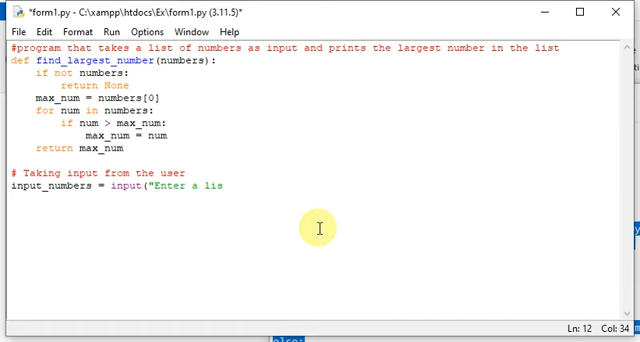 *form1.py - C:\xampp\htdocs\Ex\form1.py (3.11.5)*
File Edit Format Run Options Window Help
#program that takes a list of numbers as input and prints the largest number in the list
def find_largest_number(numbers):
    if not numbers:
        return None
    max_num = numbers[0]
    for num in numbers:
        if num > max_num:
            max_num = num
    return max_num
# Taking input from the user
input_numbers = input("Enter a lis
Ln: 12 Col: 34
else: